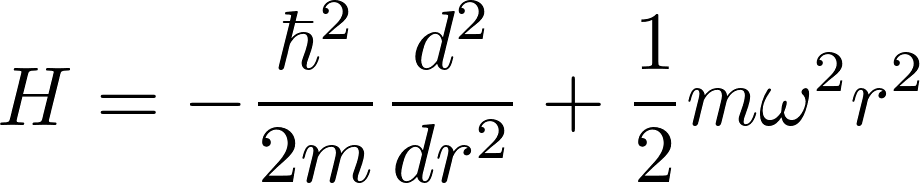 H = -\frac{\hbar^2}{2m} \frac{d^2}{dr^2} + \frac{1}{2} m\omega^2 r^2